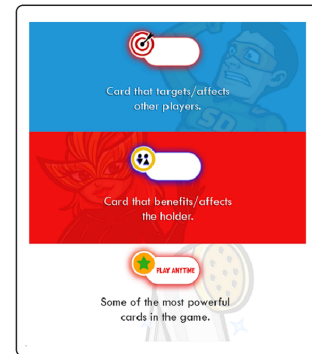 Card that targets/affects
other players.
Card that benefits/affects
the holder.
PLAY ANYTIME
Some of the most powerful
cards in the game.